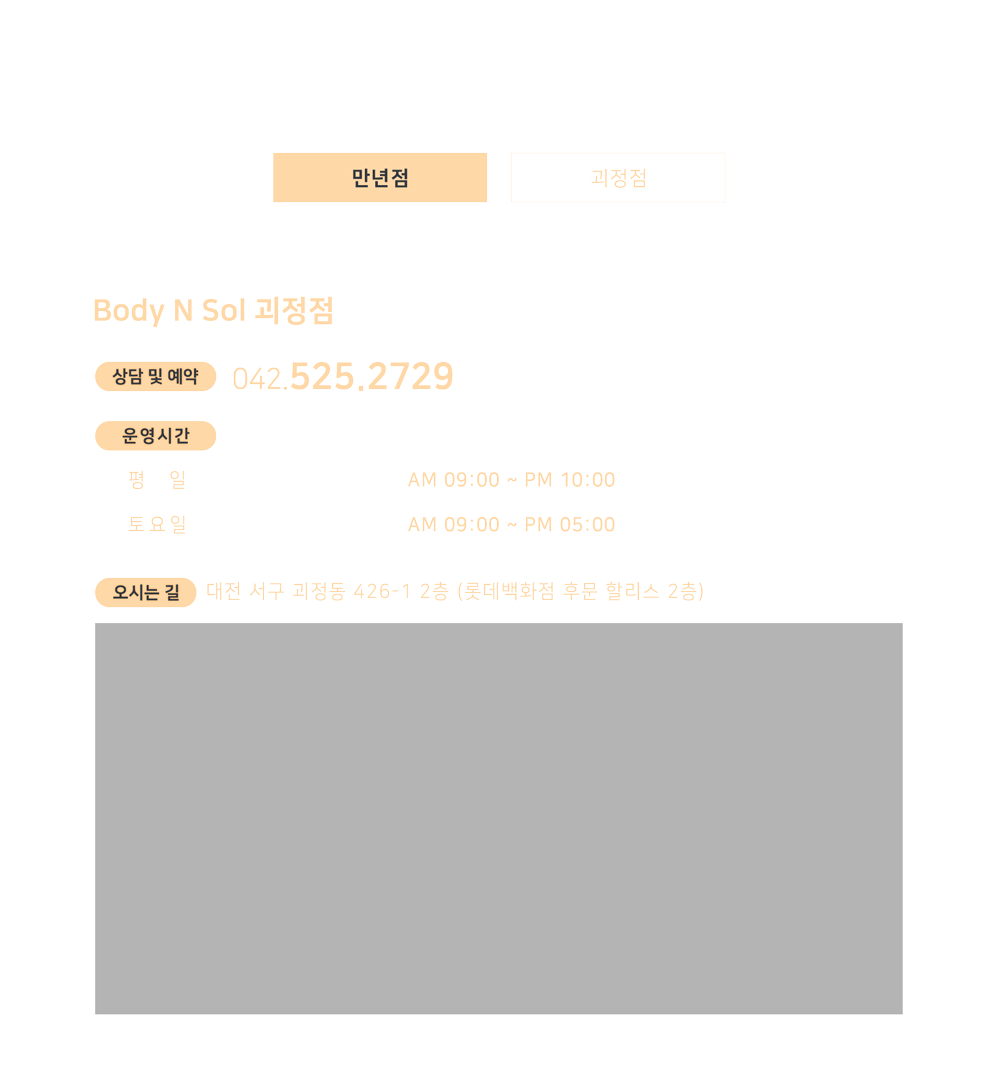 만년점
괴정점
Body N Sol 괴정점
상담 및 예약 042.525.2729
운영시간
평 일 AM 09:00 ~ PM 10:00
토요일 AM 09:00 ~ PM 05:00
오시는 길 대전 서구 괴정동 426-1 2층 (롯데백화점 후문 할리스 2층)